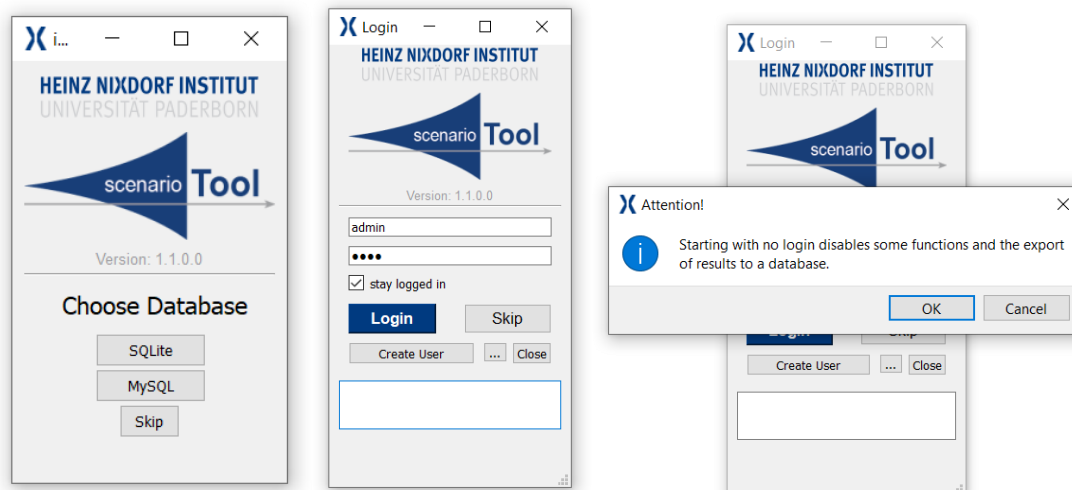 i...
HEINZ NIXDORF INSTITUT
UNIVERSITÄT PADERBORN
scenario Tool
Version: 1.1.0.0
Choose Database
SQLite
MySQL
Skip
Login
HEINZ NIXDORF INSTITUT
UNIVERSITÄT PADERBORN
scenario Tool
Version: 1.1.0.0
admin
●●●●
stay logged in
Login Skip
Create User ... Close
Login
HEINZ NIXDORF INSTITUT
UNIVERSITÄT PADERBORN
scenario Tool
Attention!
Starting with no login disables some functions and the export
of results to a database.
OK Cancel
Login Skip
Create User ... Close